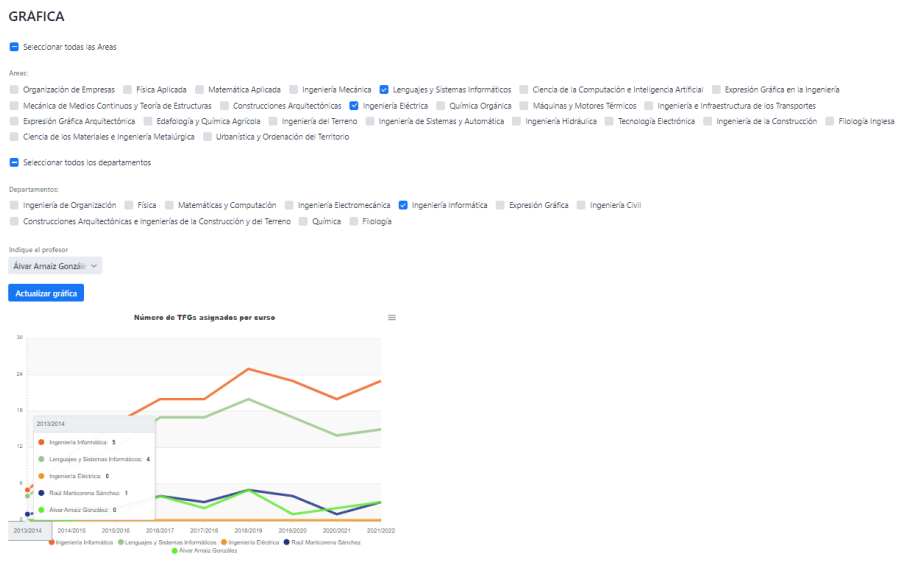 GRÁFICA
Seleccionar todas las Areas
Areas:
Organización de Empresas Física Aplicada Matemática Aplicada Ingeniería Mecánica Lenguajes y Sistemas Informáticos Ciencia de la Computación e Inteligencia Artificial Expresión Gráfica en la Ingeniería
Mecánica de Medios Continuos y Teoría de Estructuras Construcciones Arquitectónicas Ingeniería Eléctrica Química Orgánica Máquinas y Motores Térmicos Ingeniería e Infraestructura de los Transportes
Expresión Gráfica Arquitectónica Edafología y Química Agrícola Ingeniería del Terreno Ingeniería de Sistemas y Automática Ingeniería Hidráulica Tecnología Electrónica Ingeniería de la Construcción Filología Inglesa
Ciencia de los Materiales e Ingeniería Metalúrgica Urbanística y Ordenación del Territorio
Seleccionar todos los departamentos
Departamentos:
Ingeniería de Organización Física Matemáticas y Computación Ingeniería Electromecánica Ingeniería Informática Expresión Gráfica Ingeniería Civil
Construcciones Arquitectónicas e Ingenierías de la Construcción y del Terreno Química Filología
Indique el profesor
Álvar Arnaiz Gonzál
Actualizar gráfica
Número de TFGs asignados por curso
30
24
18
2013/2014
12
Ingeniería Informática: 5
Lenguajes y Sistemas Informáticos: 4
Ingeniería Eléctrica: 0
6
Raúl Marticorena Sánchez: 1
Álvar Arnaiz González: 0
0
2013/2014 2014/2015 2015/2016 2016/2017 2017/2018 2018/2019 2019/2020 2020/2021 2021/2022
Ingeniería Informática Lenguajes y Sistemas Informáticos Ingeniería Eléctrica Raúl Marticorena Sánchez
Álvar Arnaiz González